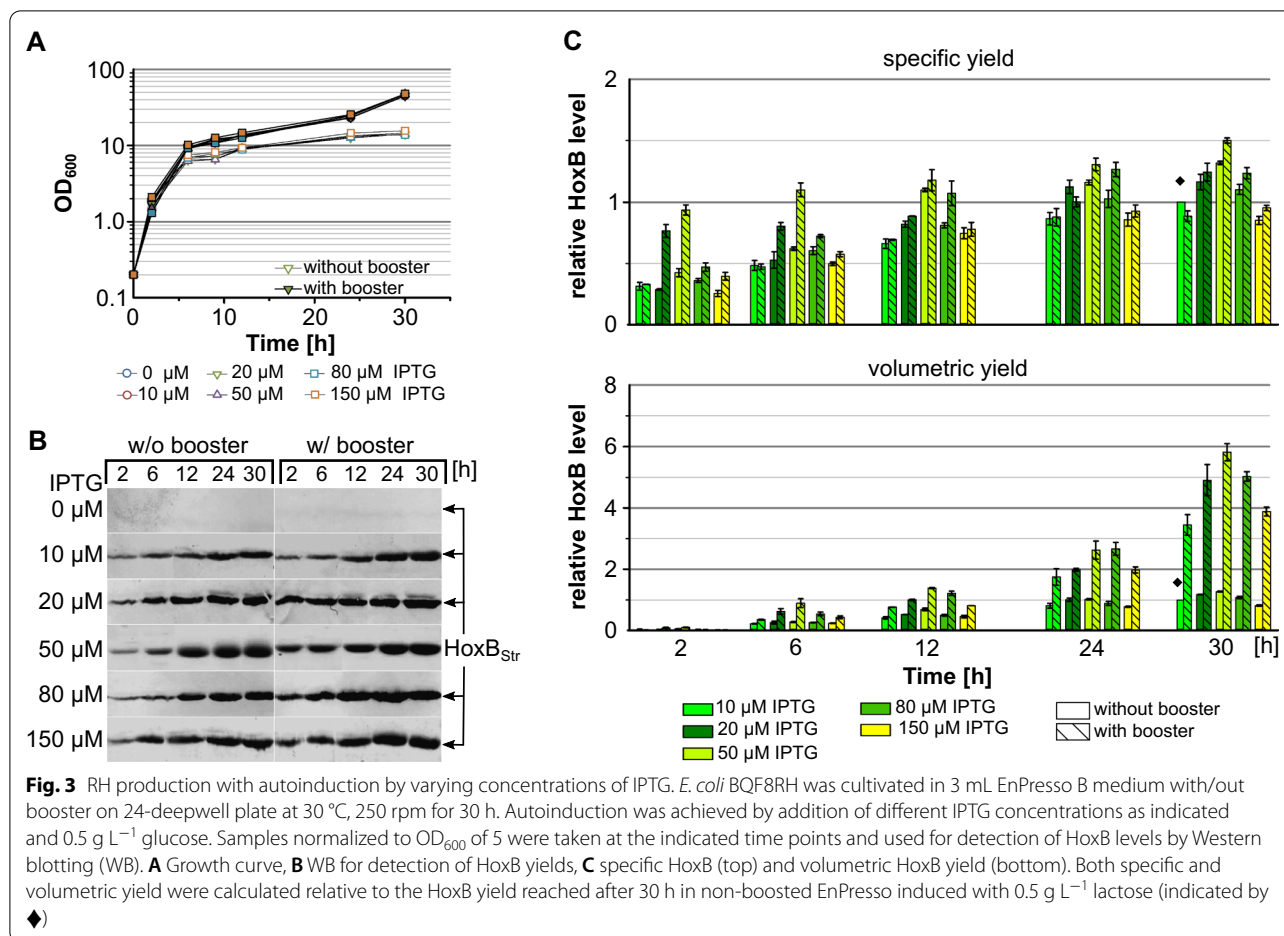 A
100
10
1.0
0.1
OD600
without booster
with booster
0 10 20 30
Time [h]
0 µM 20 µM 80 µM IPTG
10 µM 50 µM 150 µM IPTG
B
w/o booster w/ booster
IPTG 2 6 12 24 30 2 6 12 24 30 [h]
0 µM
10 µM
20 µM
50 µM HoxBStr
80 µM
150 µM
C
specific yield
relative HoxB level
2
1
0
volumetric yield
relative HoxB level
8
6
4
2
0
2 6 12 24 30 [h]
Time [h]
10 µM IPTG 80 µM IPTG without booster
20 µM IPTG 150 µM IPTG with booster
50 µM IPTG
Fig. 3 RH production with autoinduction by varying concentrations of IPTG. E. coli BQF8RH was cultivated in 3 mL EnPresso B medium with/out
booster on 24-deepwell plate at 30 °C, 250 rpm for 30 h. Autoinduction was achieved by addition of different IPTG concentrations as indicated
and 0.5 g L−1 glucose. Samples normalized to OD600 of 5 were taken at the indicated time points and used for detection of HoxB levels by Western
blotting (WB). A Growth curve, B WB for detection of HoxB yields, C specific HoxB (top) and volumetric HoxB yield (bottom). Both specific and
volumetric yield were calculated relative to the HoxB yield reached after 30 h in non-boosted EnPresso induced with 0.5 g L−1 lactose (indicated by
♦)